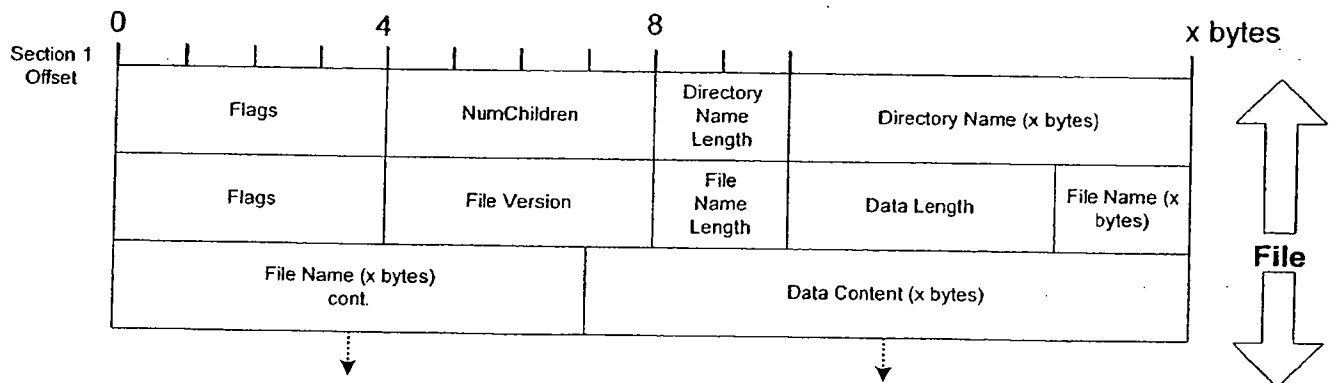 0 4 8 x bytes
Section 1
Offset
Flags
NumChildren
Directory
Name
Length
Directory Name (x bytes)
Flags
File Version
File
Name
Length
Data Length
File Name (x
bytes)
File Name (x bytes)
cont.
Data Content (x bytes)
File